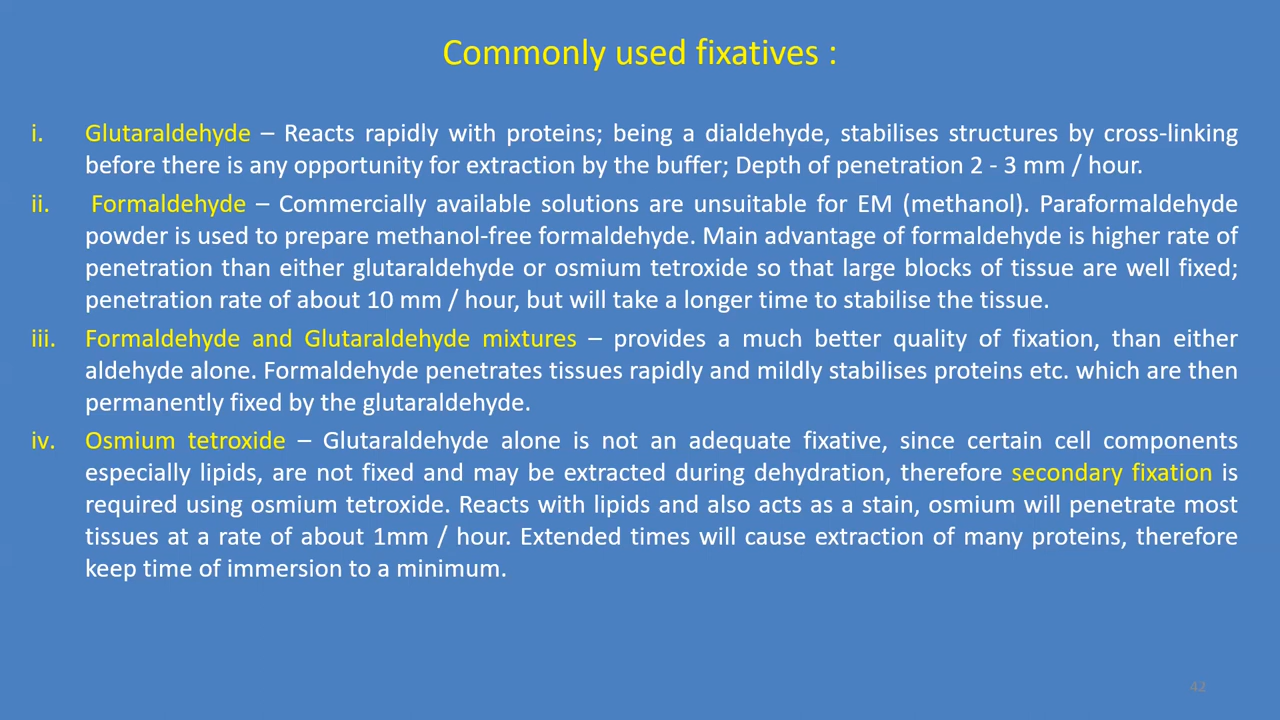 Commonly used fixatives :
i. Glutaraldehyde – Reacts rapidly with proteins; being a dialdehyde, stabilises structures by cross-linking
before there is any opportunity for extraction by the buffer; Depth of penetration 2 - 3 mm / hour.
ii. Formaldehyde – Commercially available solutions are unsuitable for EM (methanol). Paraformaldehyde
powder is used to prepare methanol-free formaldehyde. Main advantage of formaldehyde is higher rate of
penetration than either glutaraldehyde or osmium tetroxide so that large blocks of tissue are well fixed;
penetration rate of about 10 mm / hour, but will take a longer time to stabilise the tissue.
iii. Formaldehyde and Glutaraldehyde mixtures – provides a much better quality of fixation, than either
aldehyde alone. Formaldehyde penetrates tissues rapidly and mildly stabilises proteins etc. which are then
permanently fixed by the glutaraldehyde.
iv. Osmium tetroxide – Glutaraldehyde alone is not an adequate fixative, since certain cell components
especially lipids, are not fixed and may be extracted during dehydration, therefore secondary fixation is
required using osmium tetroxide. Reacts with lipids and also acts as a stain, osmium will penetrate most
tissues at a rate of about 1mm / hour. Extended times will cause extraction of many proteins, therefore
keep time of immersion to a minimum.
42